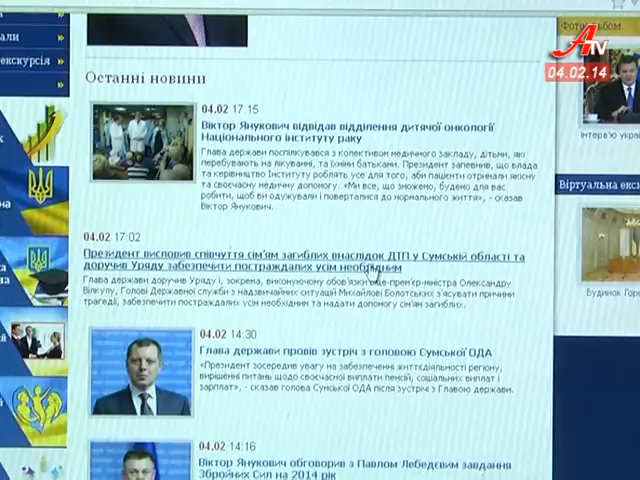 али
екскурсія
на
Останні новини
04.02 17:15
Віктор Янукович відвідав відділення дитячої онкології
Національного інституту раку
Глава держави поспілкувався з колективом медичного закладу, дітьми, які
перебувають на лікуванні, та їхніми батьками. Президент запевнив, що влада
та керівництво Інституту роблять усе для того, аби пацієнти отримали якісну
та своєчасну медичну допомогу. «Ми все, що зможемо, будемо для вас
робити, щоб ви одужували і поверталися до нормального життя», - сказав
Віктор Янукович.
04.02 17:02
Президент висловив співчуття сім'ям загиблих внаслідок ДТП у Сумській області та
доручив Уряду забезпечити постраждалих усім необхідним
Глава держави доручив Уряду і, зокрема, виконуючому обов'язки віце-прем'єр-міністра Олександру
Вілкулу, Голові Державної служби з надзвичайних ситуацій Михайлові Болотських з'ясувати причини
трагедії, забезпечити постраждалих усім необхідним та надати допомогу сім'ям загиблих.
04.02 14:30
Глава держави провів зустріч з головою Сумської ОДА
«Президент зосередив увагу на забезпеченні життєдіяльності регіону,
вирішенні питань щодо своєчасної виплати пенсій, соціальних виплат і
зарплат», - сказав голова Сумської ОДА після зустрічі з Главою держави.
04.02 14:16
Віктор Янукович обговорив з Павлом Лебедєвим завдання
Збройних Сил на 2014 рік
Фотоальбом
АTV
04.02.14
Інтерв'ю украї
Віртуальна екс
Будинок Горо